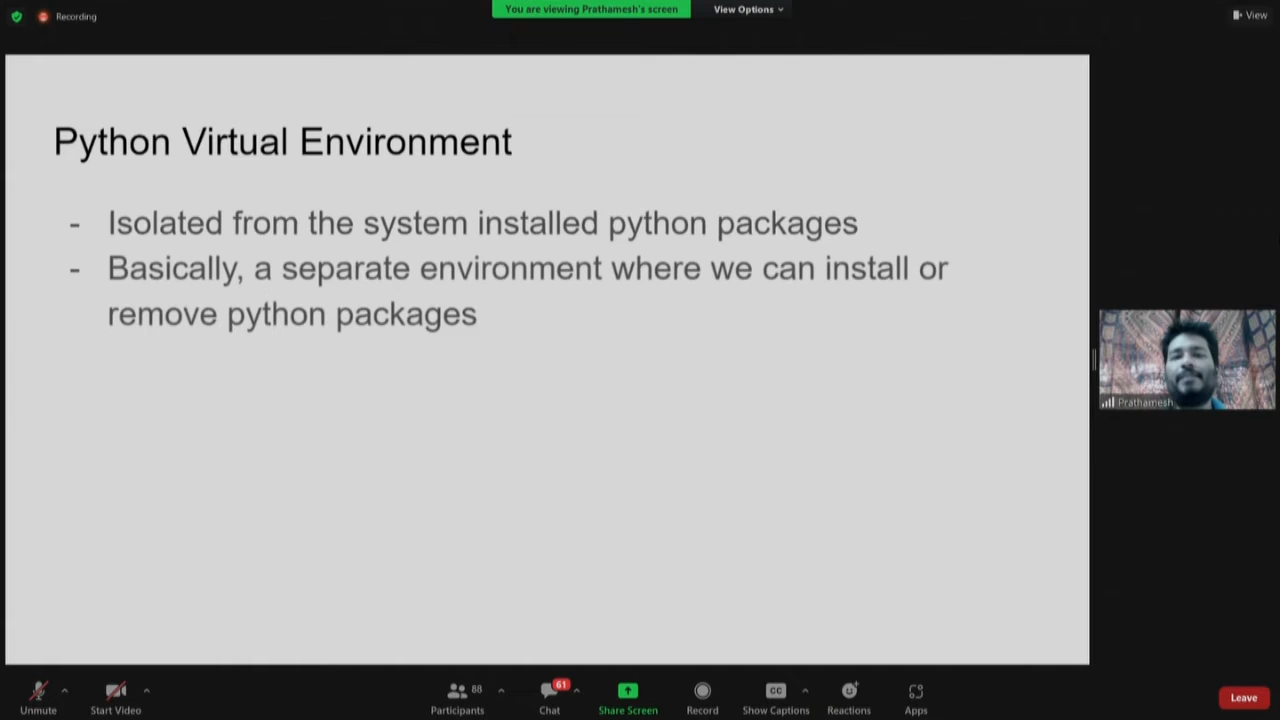 Recording
You are viewing Prathamesh's screen
View Options
View
Python Virtual Environment
- Isolated from the system installed python packages
- Basically, a separate environment where we can install or
remove python packages
Prathamesh
Unmute
Start Video
88
Participants
61
Chat
Share Screen
Record
CC
Show Captions
Reactions
Apps
Leave